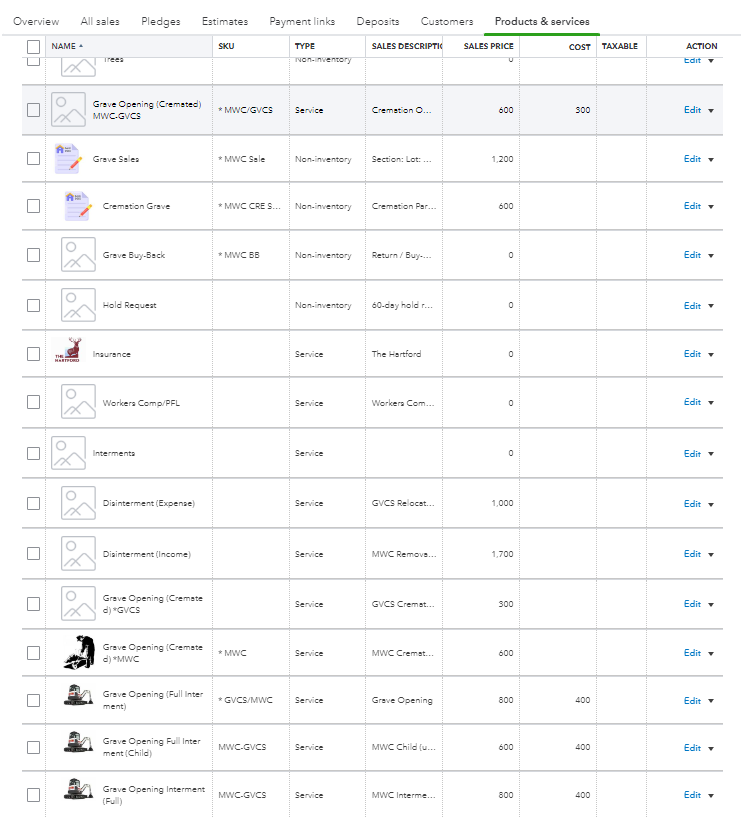 Overview All sales Pledges Estimates Payment links Deposits Customers Products & services
NAME SKU TYPE SALES DESCRIPTIO SALES PRICE COST TAXABLE ACTION
Trees Non-inventory 0 Edit
Grave Opening (Cremated) MWC-GVCS * MWC/GVCS Service Cremation O... 600 300 Edit
Grave Sales * MWC Sale Non-inventory Section: Lot: ... 1,200 Edit
Cremation Grave * MWC CRE S... Non-inventory Cremation Par... 600 Edit
Grave Buy-Back * MWC BB Non-inventory Return / Buy-... 0 Edit
Hold Request Non-inventory 60-day hold r... 0 Edit
THE HARTFORD Insurance Service The Hartford 0 Edit
Workers Comp/PFL Service Workers Com... 0 Edit
Interments Service 0 Edit
Disinterment (Expense) Service GVCS Relocat... 1,000 Edit
Disinterment (Income) Service MWC Remova... 1,700 Edit
Grave Opening (Cremate
d) *GVCS Service GVCS Cremat... 300 Edit
Grave Opening (Cremate
d) *MWC * MWC Service MWC Cremat... 600 Edit
Grave Opening (Full Inter
ment) * GVCS/MWC Service Grave Opening 800 400 Edit
Grave Opening Full Inter
ment (Child) MWC-GVCS Service MWC Child (u... 600 400 Edit
Grave Opening Interment
(Full) MWC-GVCS Service MWC Interme... 800 400 Edit